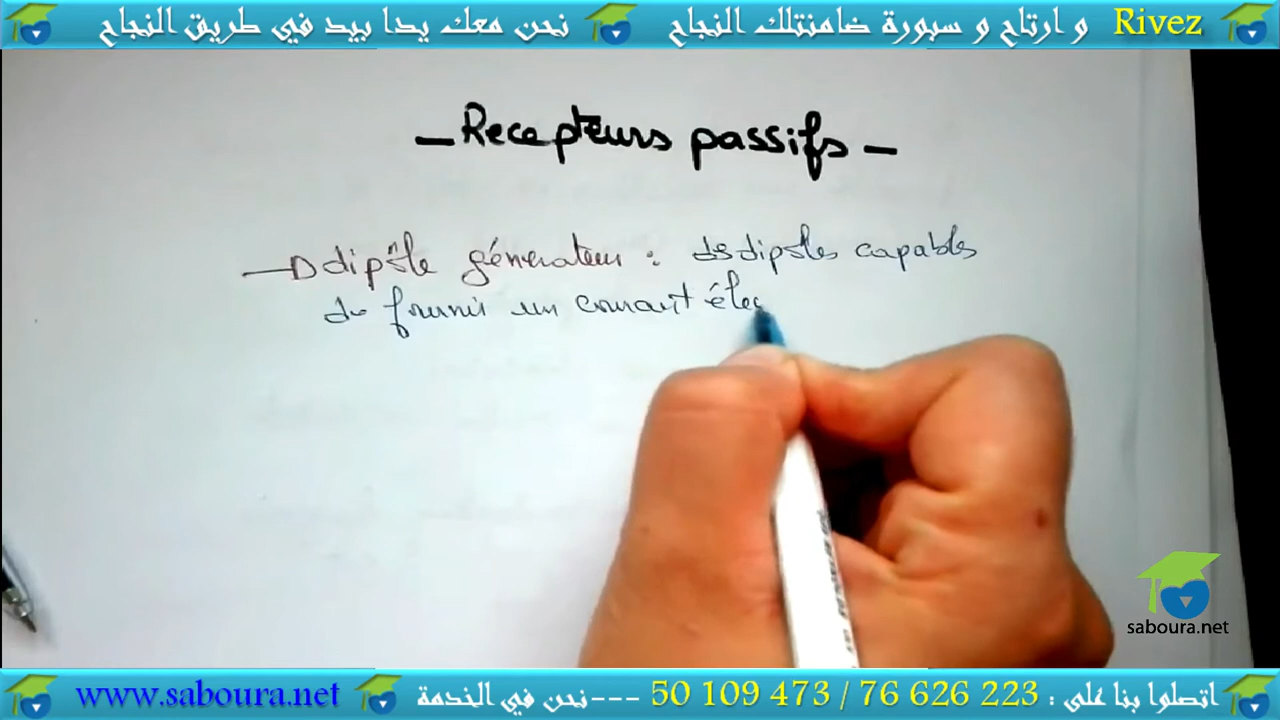 Rivez و ارتاح و سبورة ضامنتلك النجاح نحن معك يدا بيد في طريق النجاح
- Recepteurs passifs -
dipôle générateur : des dipôles capables
de frunir un courant élec
saboura.net
اتصلوا بنا على : 50 109 473 / 76 626 223 ---نحن في الخدمة www.saboura.net